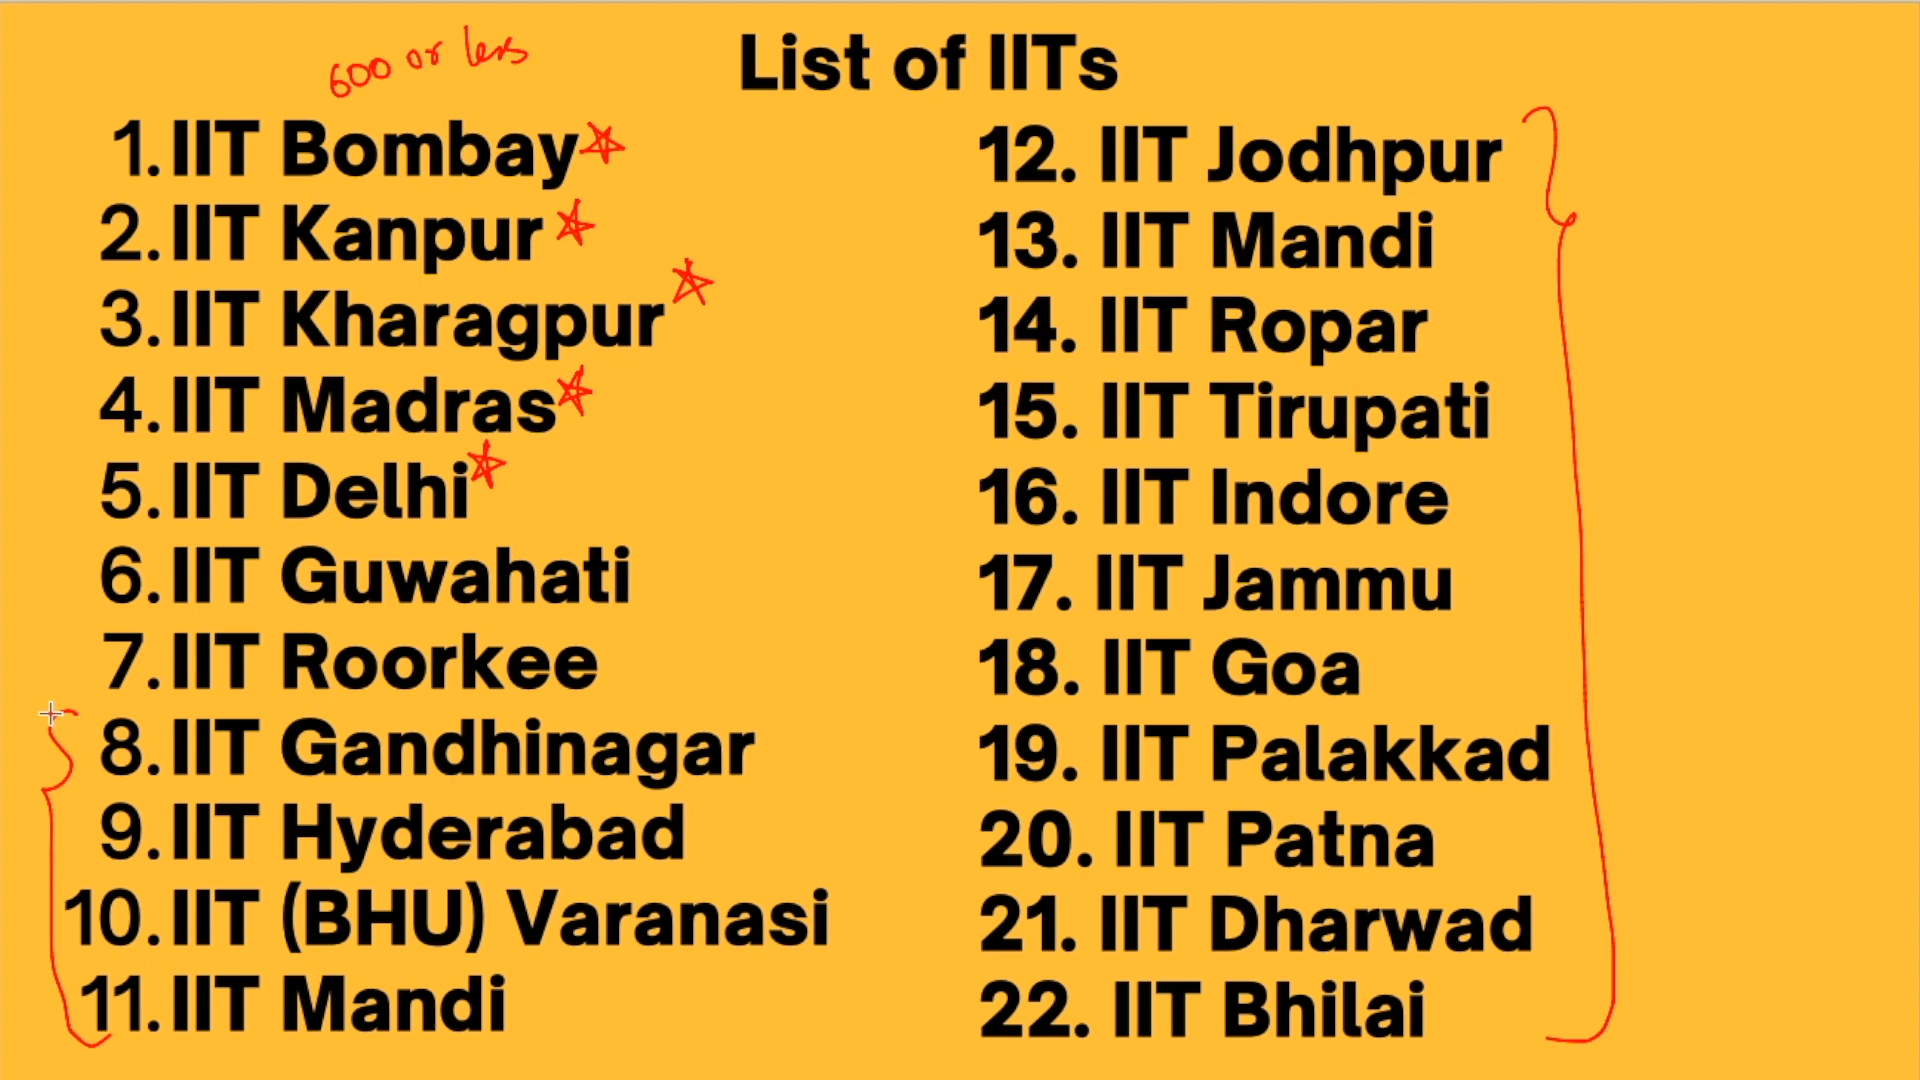 600 or less
List of IITs
1. IIT Bombay
2. IIT Kanpur
3. IIT Kharagpur
4. IIT Madras
5. IIT Delhi
6. IIT Guwahati
7. IIT Roorkee
8. IIT Gandhinagar
9. IIT Hyderabad
10. IIT (BHU) Varanasi
11. IIT Mandi
12. IIT Jodhpur
13. IIT Mandi
14. IIT Ropar
15. IIT Tirupati
16. IIT Indore
17. IIT Jammu
18. IIT Goa
19. IIT Palakkad
20. IIT Patna
21. IIT Dharwad
22. IIT Bhilai